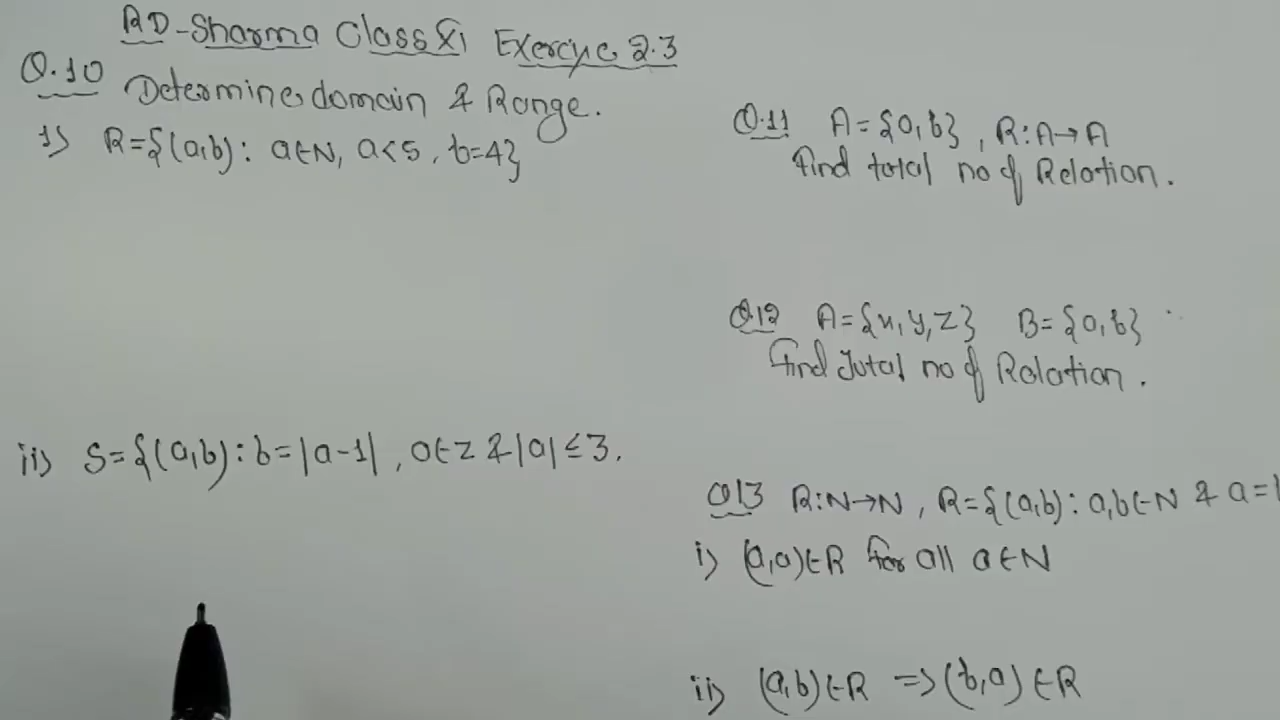 RD-Sharma Class XI Exercise 2.3
Q.10 Determine domain & Range.
i) R={(a,b): a∈N, a<5, b=4}
ii) S={(a,b): b=|a-1|, a∈Z & |a|≤3.
Q.11 A={a,b}, R:A→A
Find total no of Relation.
Q.12 A={x,y,z} B={a,b}
Find Total no of Relation.
Q13 R:N→N, R={(a,b): a,b∈N & a=
i) (a,a)∈R for all a∈N
ii) (a,b)∈R => (b,a)∈R